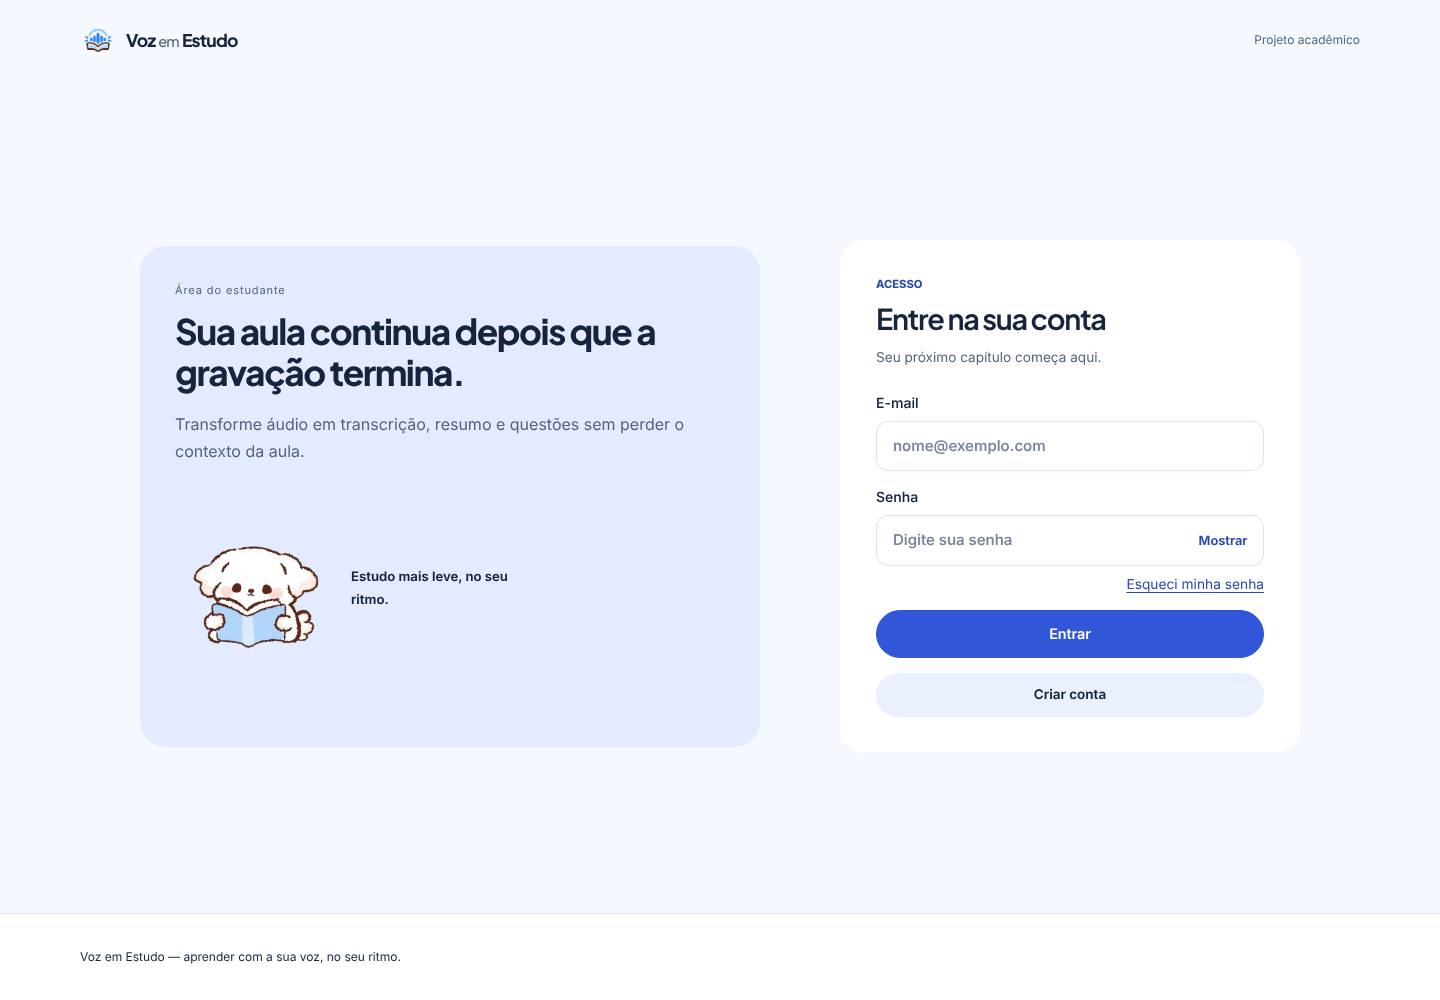 Voz em Estudo
Projeto acadêmico
Área do estudante
Sua aula continua depois que a
gravação termina.
Transforme áudio em transcrição, resumo e questões sem perder o
contexto da aula.
Estudo mais leve, no seu
ritmo.
ACESSO
Entre na sua conta
Seu próximo capítulo começa aqui.
E-mail
nome@exemplo.com
Senha
Digite sua senha
Mostrar
Esqueci minha senha
Entrar
Criar conta
Voz em Estudo — aprender com a sua voz, no seu ritmo.